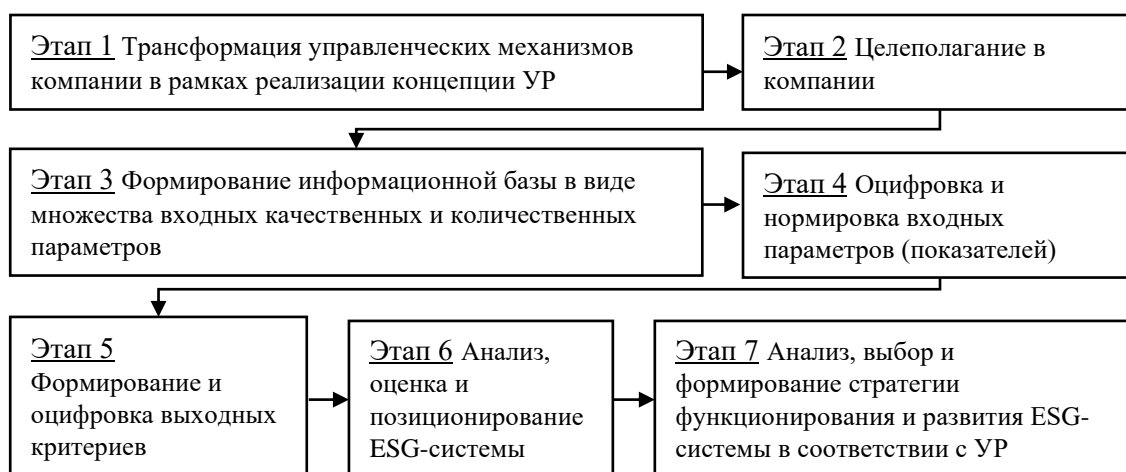 Этап 1 Трансформация управленческих механизмов
компании в рамках реализации концепции УР
Этап 2 Целеполагание в
компании
Этап 3 Формирование информационной базы в виде
множества входных качественных и количественных
параметров
Этап 4 Оцифровка и
нормировка входных
параметров (показателей)
Этап 5
Формирование и
оцифровка выходных
критериев
Этап 6 Анализ,
оценка и
позиционирование
ESG-системы
Этап 7 Анализ, выбор и
формирование стратегии
функционирования и развития ESG-
системы в соответствии с УР